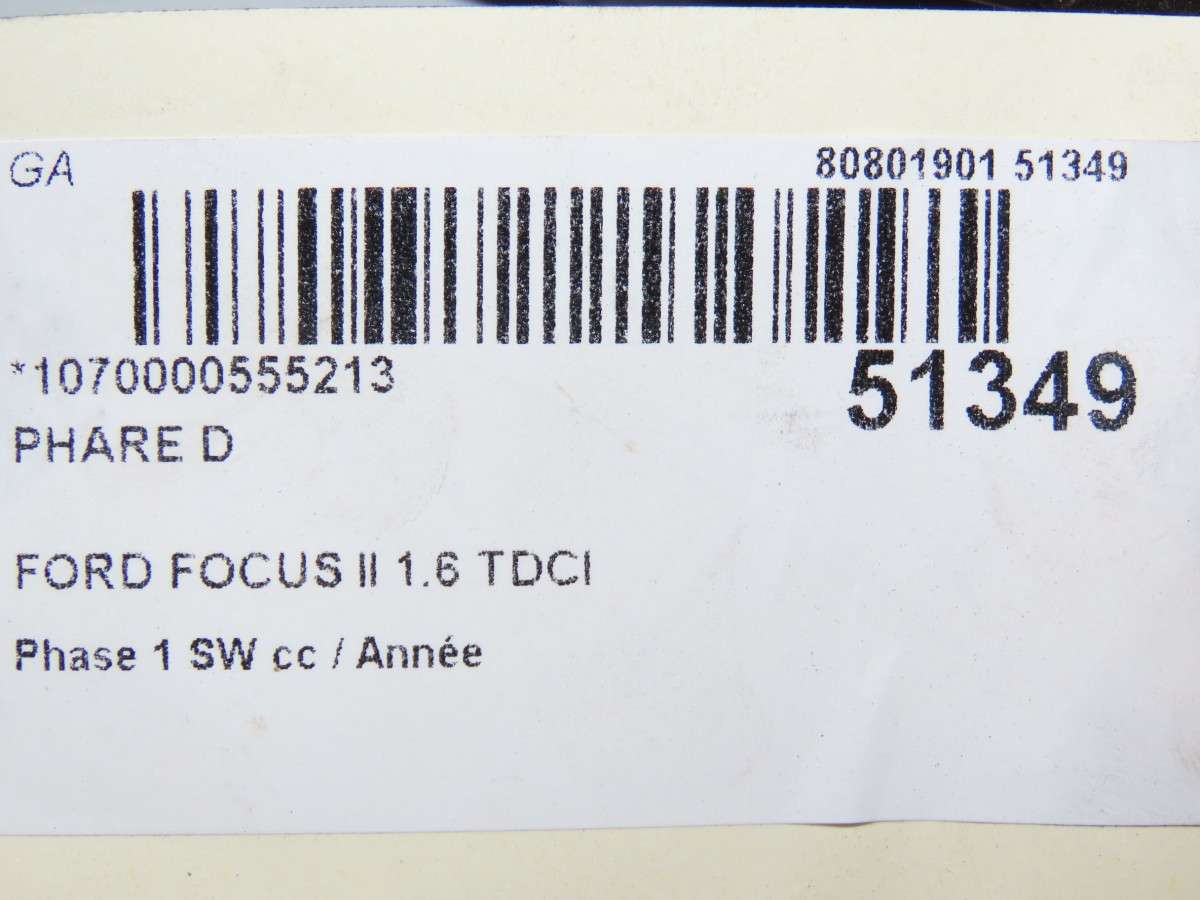 GA
80801901 51349
*1070000555213
51349
PHARE D
FORD FOCUS II 1.6 TDCI
Phase 1 SW cc / Année